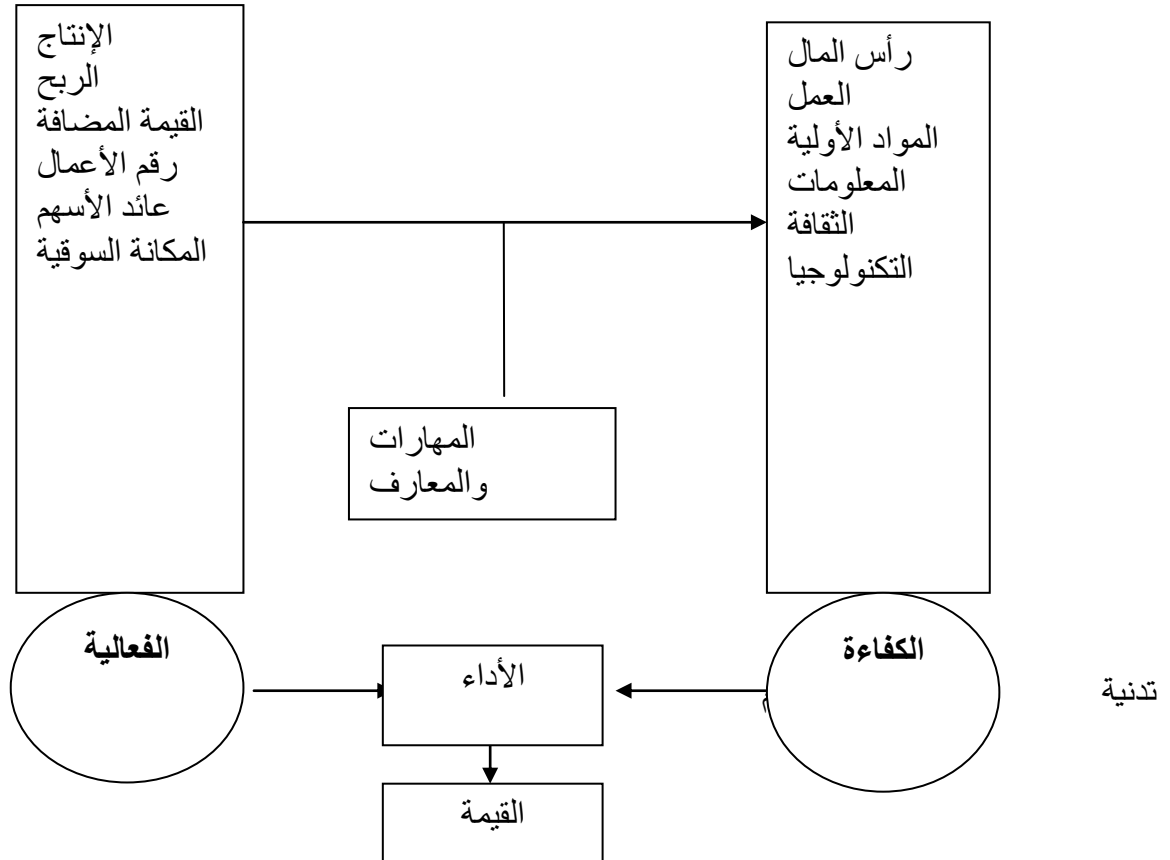 رأس المال
العمل
المواد الأولية
المعلومات
الثقافة
التكنولوجيا
الإنتاج
الربح
القيمة المضافة
رقم الأعمال
عائد الأسهم
المكانة السوقية
المهارات
والمعارف
تدنية
الكفاءة
الأداء
الفعالية
القيمة